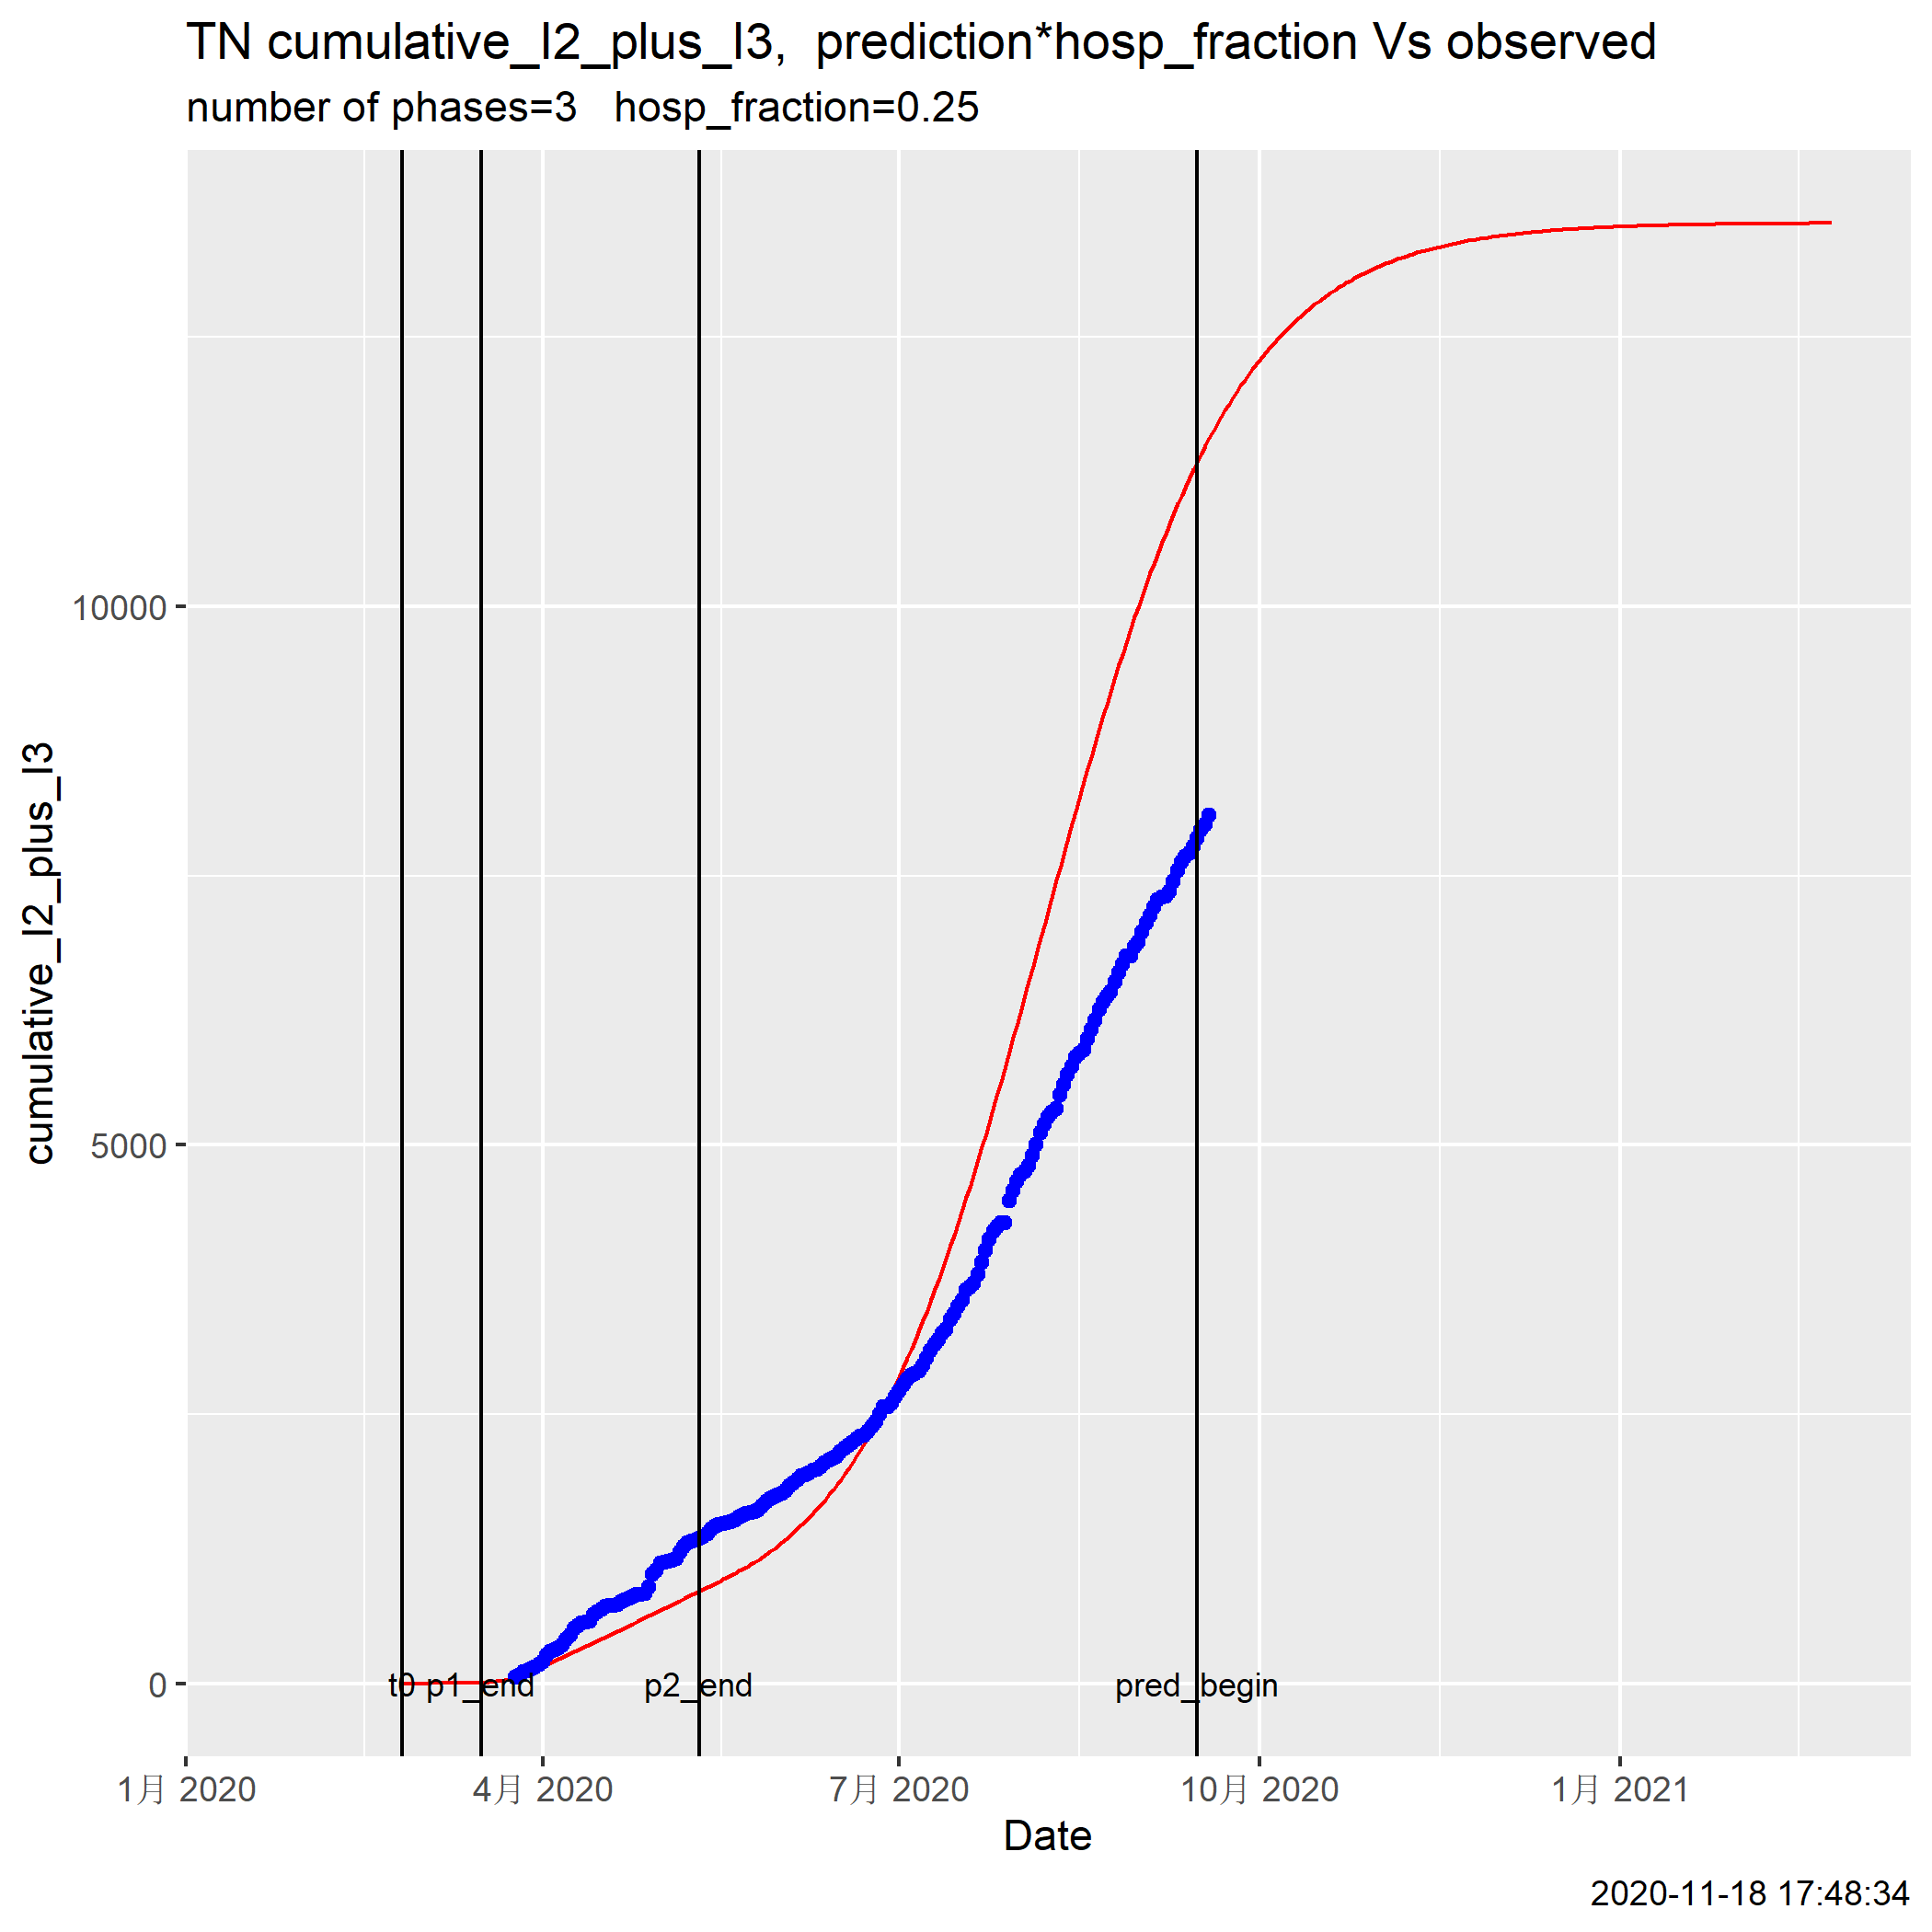 TN cumulative_I2_plus_I3,  prediction*hosp_fraction Vs observed
number of phases=3   hosp_fraction=0.25
cumulative_I2_plus_I3
10000
5000
0
t0 p1_end p2_end pred_begin
1月 2020 4月 2020 7月 2020 10月 2020 1月 2021
Date
2020-11-18 17:48:34